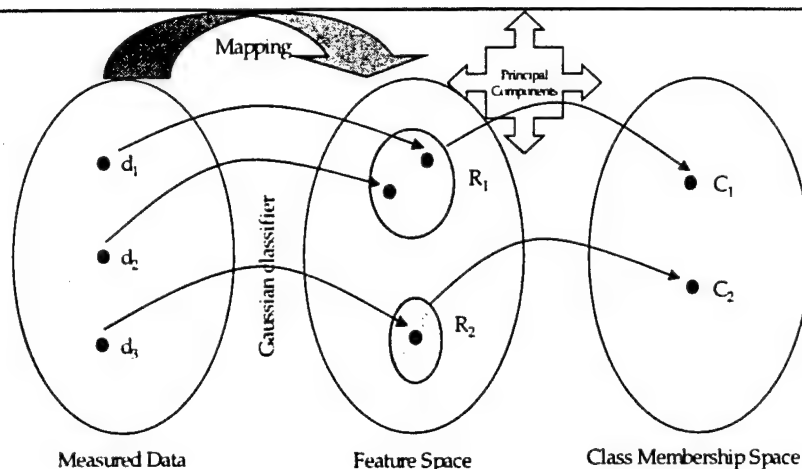 Mapping
Principal
Components
d1
d2
d3
Gaussian classifier
R1
R2
C1
C2
Measured Data
Feature Space
Class Membership Space